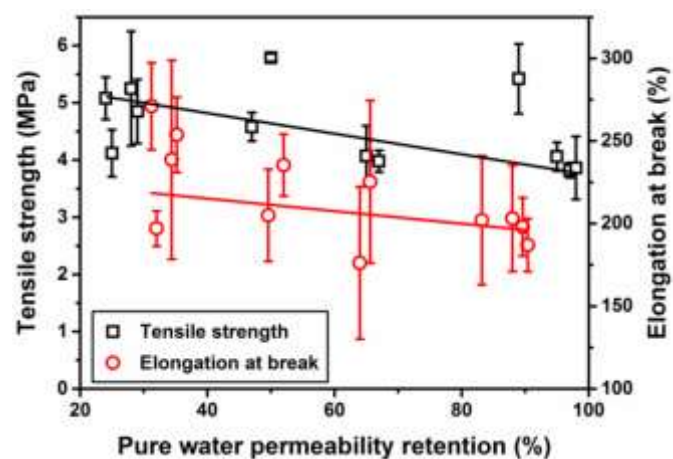 Tensile strength (MPa)
6
5
4
3
2
1
0
300
250
200
150
100
Elongation at break (%)
Tensile strength
Elongation at break
20 40 60 80 100
Pure water permeability retention (%)